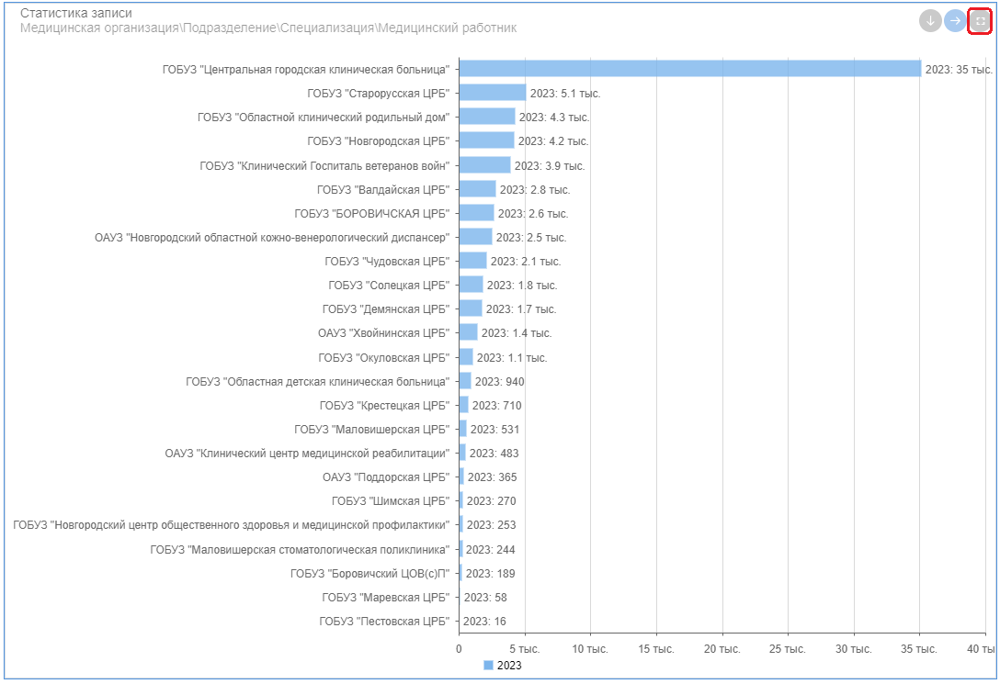 Статистика записи
Медицинская организация\Подразделение\Специализация\Медицинский работник
ГОБУЗ "Центральная городская клиническая больница" 2023: 35 тыс.
ГОБУЗ "Старорусская ЦРБ" 2023: 5.1 тыс.
ГОБУЗ "Областной клинический родильный дом" 2023: 4.3 тыс.
ГОБУЗ "Новгородская ЦРБ" 2023: 4.2 тыс.
ГОБУЗ "Клинический Госпиталь ветеранов войн" 2023: 3.9 тыс.
ГОБУЗ "Валдайская ЦРБ" 2023: 2.8 тыс.
ГОБУЗ "БОРОВИЧСКАЯ ЦРБ" 2023: 2.6 тыс.
ОАУЗ "Новгородский областной кожно-венерологический диспансер" 2023: 2.5 тыс.
ГОБУЗ "Чудовская ЦРБ" 2023: 2.1 тыс.
ГОБУЗ "Солецкая ЦРБ" 2023: 1.8 тыс.
ГОБУЗ "Демянская ЦРБ" 2023: 1.7 тыс.
ОАУЗ "Хвойнинская ЦРБ" 2023: 1.4 тыс.
ГОБУЗ "Окуловская ЦРБ" 2023: 1.1 тыс.
ГОБУЗ "Областная детская клиническая больница" 2023: 940
ГОБУЗ "Крестецкая ЦРБ" 2023: 710
ГОБУЗ "Маловишерская ЦРБ" 2023: 531
ОАУЗ "Клинический центр медицинской реабилитации" 2023: 483
ОАУЗ "Поддорская ЦРБ" 2023: 365
ГОБУЗ "Шимская ЦРБ" 2023: 270
ГОБУЗ "Новгородский центр общественного здоровья и медицинской профилактики" 2023: 253
ГОБУЗ "Маловишерская стоматологическая поликлиника" 2023: 244
ГОБУЗ "Боровичский ЦОВ(с)П" 2023: 189
ГОБУЗ "Маревская ЦРБ" 2023: 58
ГОБУЗ "Пестовская ЦРБ" 2023: 16
0 5 тыс. 10 тыс. 15 тыс. 20 тыс. 25 тыс. 30 тыс. 35 тыс. 40 ты
2023